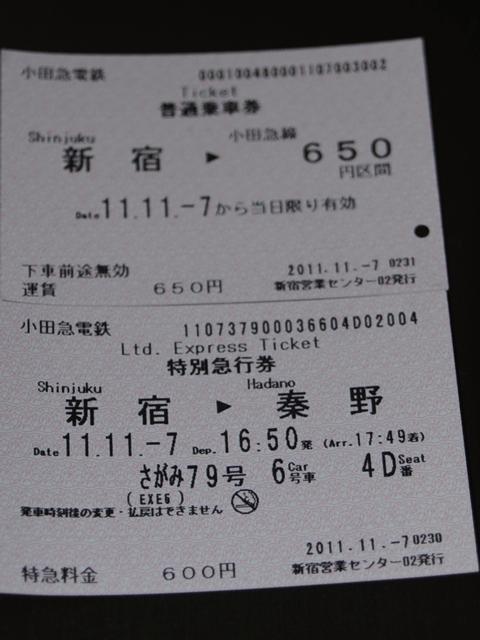 小田急電鉄 00010048000110700­3002
Ticket
普通乗車券
Shinjuku 小田急線
新宿 ▶ 650
円区間
Date 11.11.-7から当日限り有効
下車前途無効 2011.11.-7 0231
運賃 650円 新宿営業センター02発行
小田急電鉄 110737900036604D02004
Ltd. Express Ticket
特別急行券
Shinjuku Hadano
新宿 ▶ 秦野
Date 11.11.-7 Dep. 16:50発 (Arr.17:49着)
さがみ79号 6 Car 号車 4D Seat 番
(EXE6)
発車時刻後の変更・払戻はできません
2011.11.-7 0230
特急料金 600円 新宿営業センター02発行